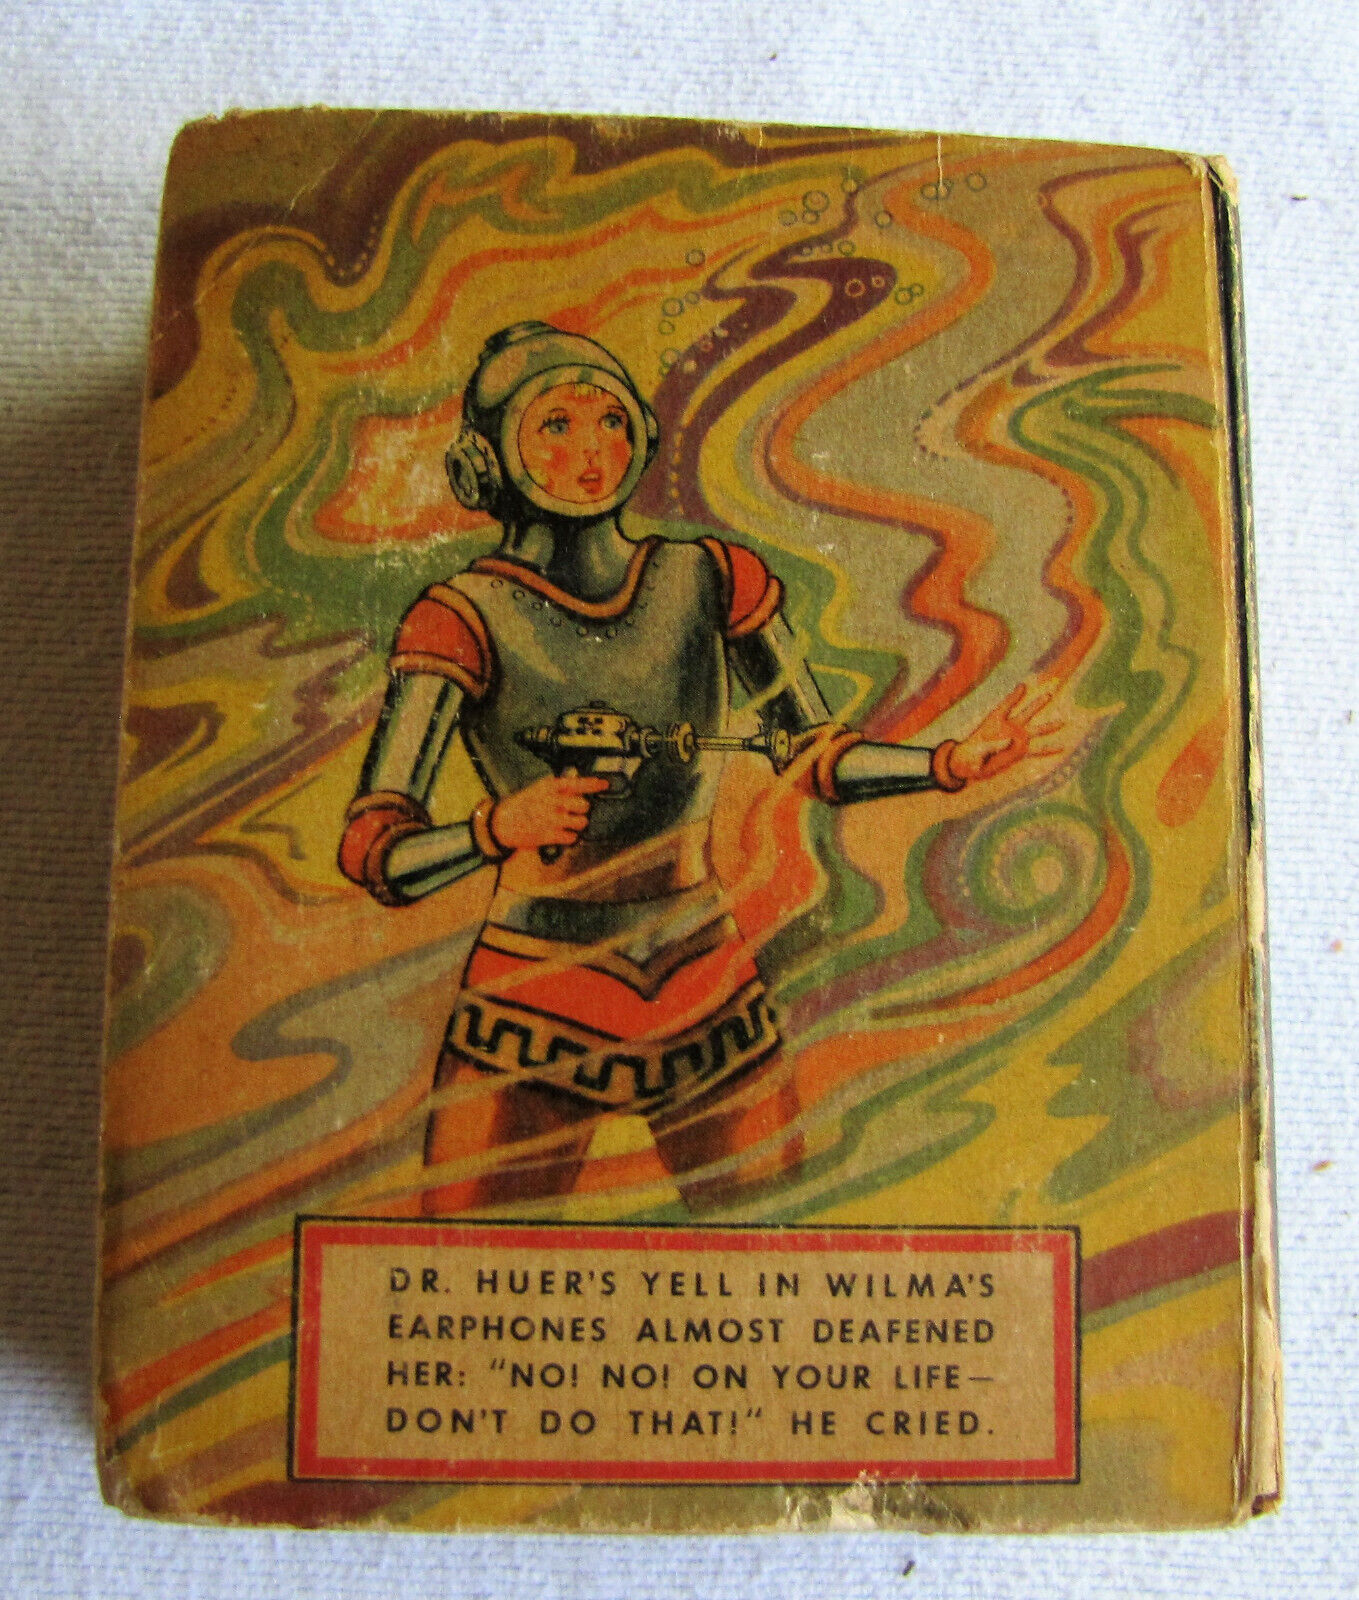 DR. HUER'S YELL IN WILMA'S
EARPHONES ALMOST DEAFENED
HER: "NO! NO! ON YOUR LIFE—
DON'T DO THAT!" HE CRIED.